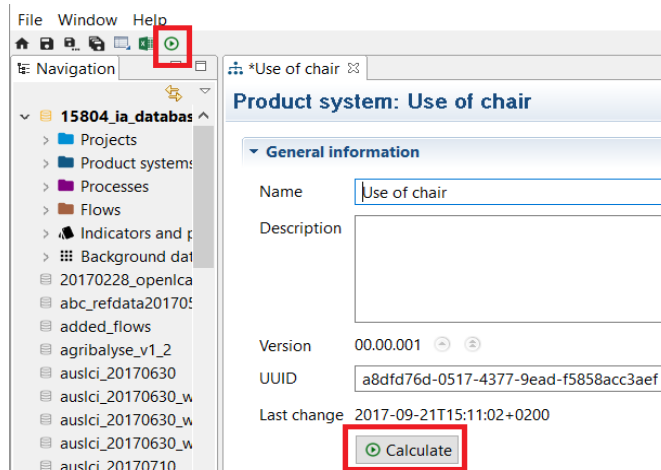 File Window Help
Navigation
15804_ia_databas
Projects
Product systems
Processes
Flows
Indicators and p
Background dat
20170228_openlca
abc_refdata201705
added_flows
agribalyse_v1_2
auslci_20170630
auslci_20170630_w
auslci_20170630_w
auslci_20170630_w
auslci_20170710
*Use of chair
Product system: Use of chair
General information
Name Use of chair
Description
Version 00.00.001
UUID a8dfd76d-0517-4377-9ead-f5858acc3aef
Last change 2017-09-21T15:11:02+0200
Calculate